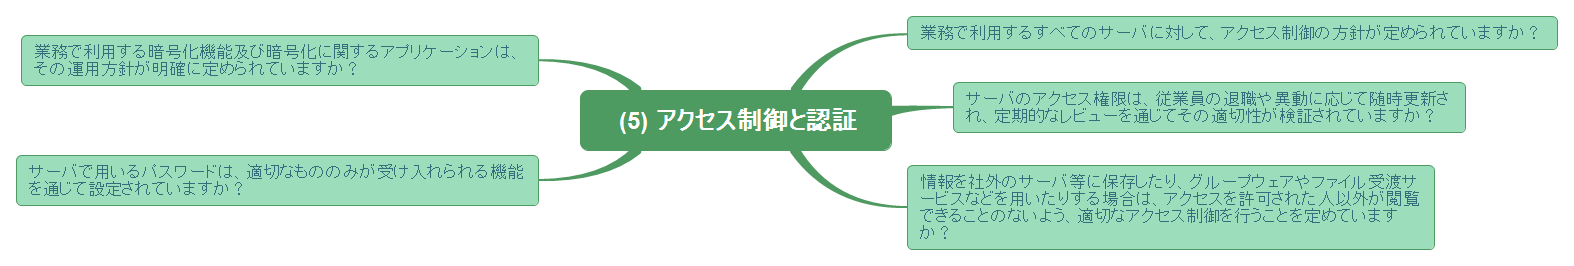 業務で利用する暗号化機能及び暗号化に関するアプリケーションは、
その運用方針が明確に定められていますか？
サーバで用いるパスワードは、適切なもののみが受け入れられる機能
を通じて設定されていますか？
(5) アクセス制御と認証
業務で利用するすべてのサーバに対して、アクセス制御の方針が定められていますか？
サーバのアクセス権限は、従業員の退職や異動に応じて随時更新さ
れ、定期的なレビューを通じてその適切性が検証されていますか？
情報を社外のサーバ等に保存したり、グループウェアやファイル受渡サ
ービスなどを用いたりする場合は、アクセスを許可された人以外が閲覧
できることのないよう、適切なアクセス制御を行うことを定めています
か？